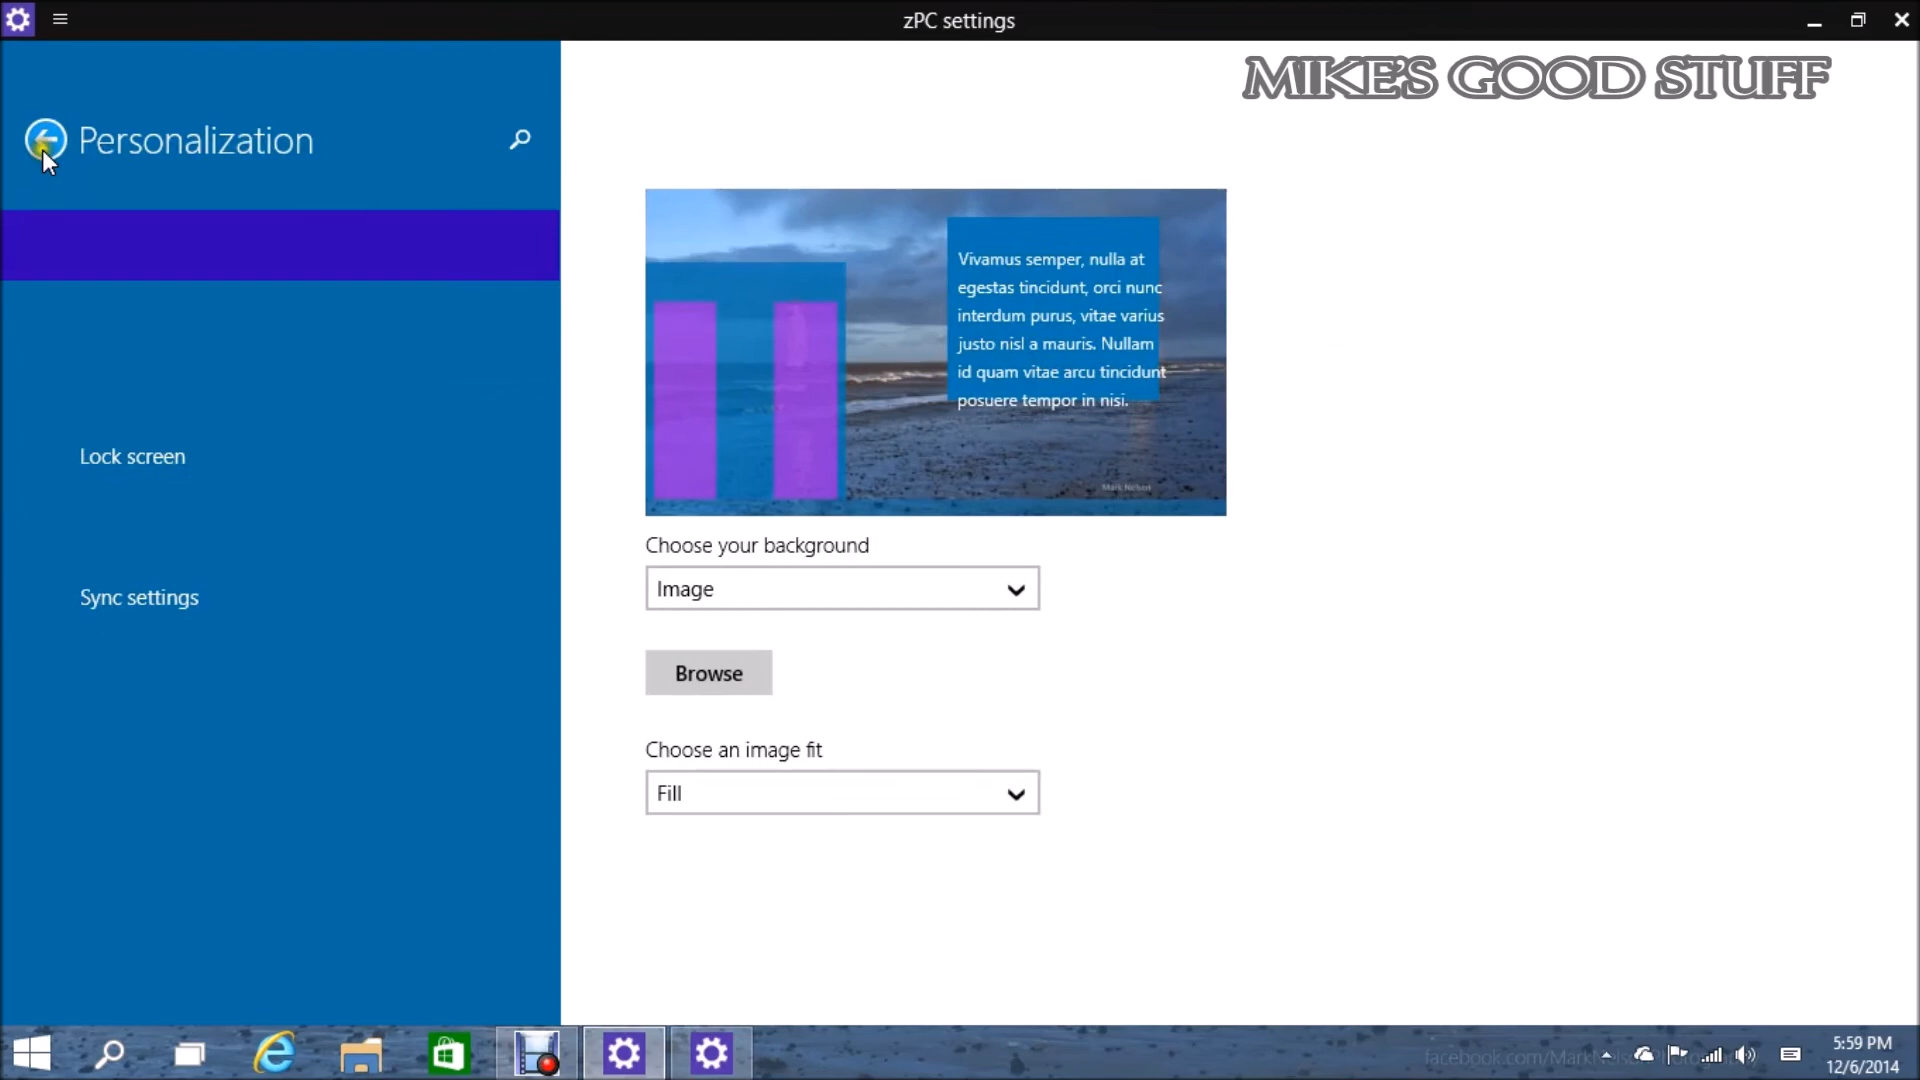 zPC settings
MIKE'S GOOD STUFF
Personalization
Vivamus semper, nulla at
egestas tincidunt, orci nunc
interdum purus, vitae varius
justo nisl a mauris. Nullam
id quam vitae arcu tincidunt
posuere tempor in nisi.
Mark Nelson
Lock screen
Sync settings
Choose your background
Image
Browse
Choose an image fit
Fill
5:59 PM
12/6/2014